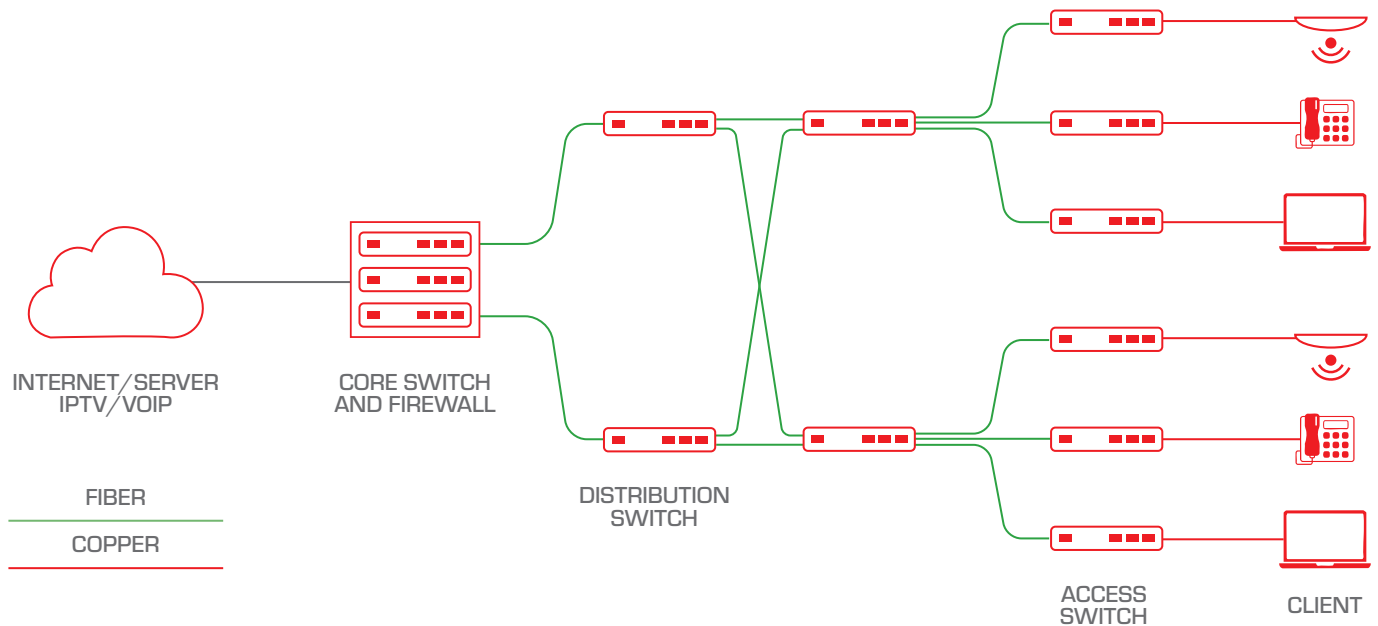 INTERNET/SERVER
IPTV/VOIP
CORE SWITCH
AND FIREWALL
FIBER
COPPER
DISTRIBUTION
SWITCH
ACCESS
SWITCH
CLIENT